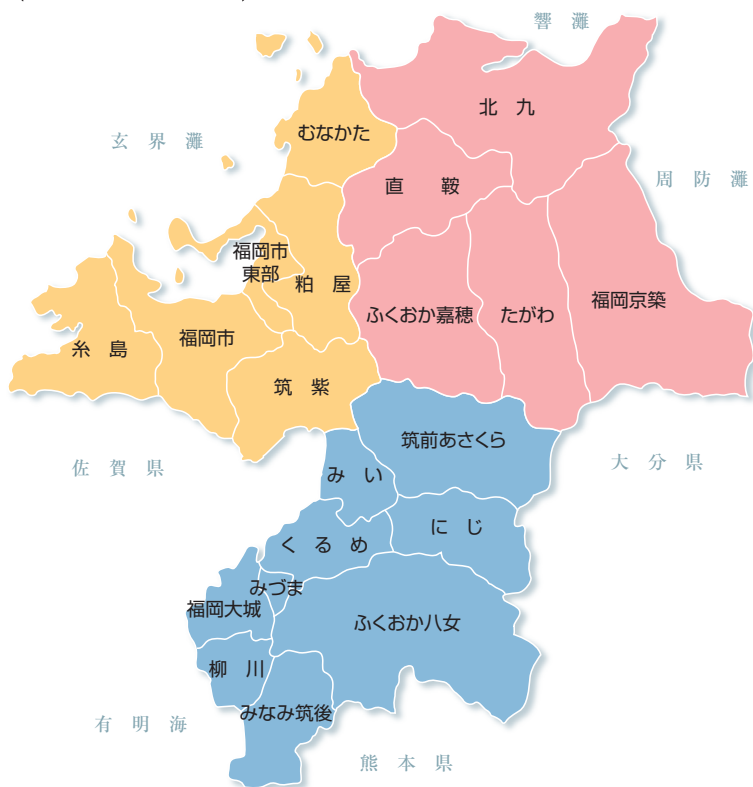 響灘
北九
むなかた
玄界灘
周防灘
直鞍
福岡市
東部
粕屋
福岡京築
ふくおか嘉穂
たがわ
福岡市
糸島
筑紫
筑前あさくら
佐賀県
大分県
みい
にじ
くるめ
みづま
福岡大城
ふくおか八女
柳川
みなみ筑後
有明海
熊本県